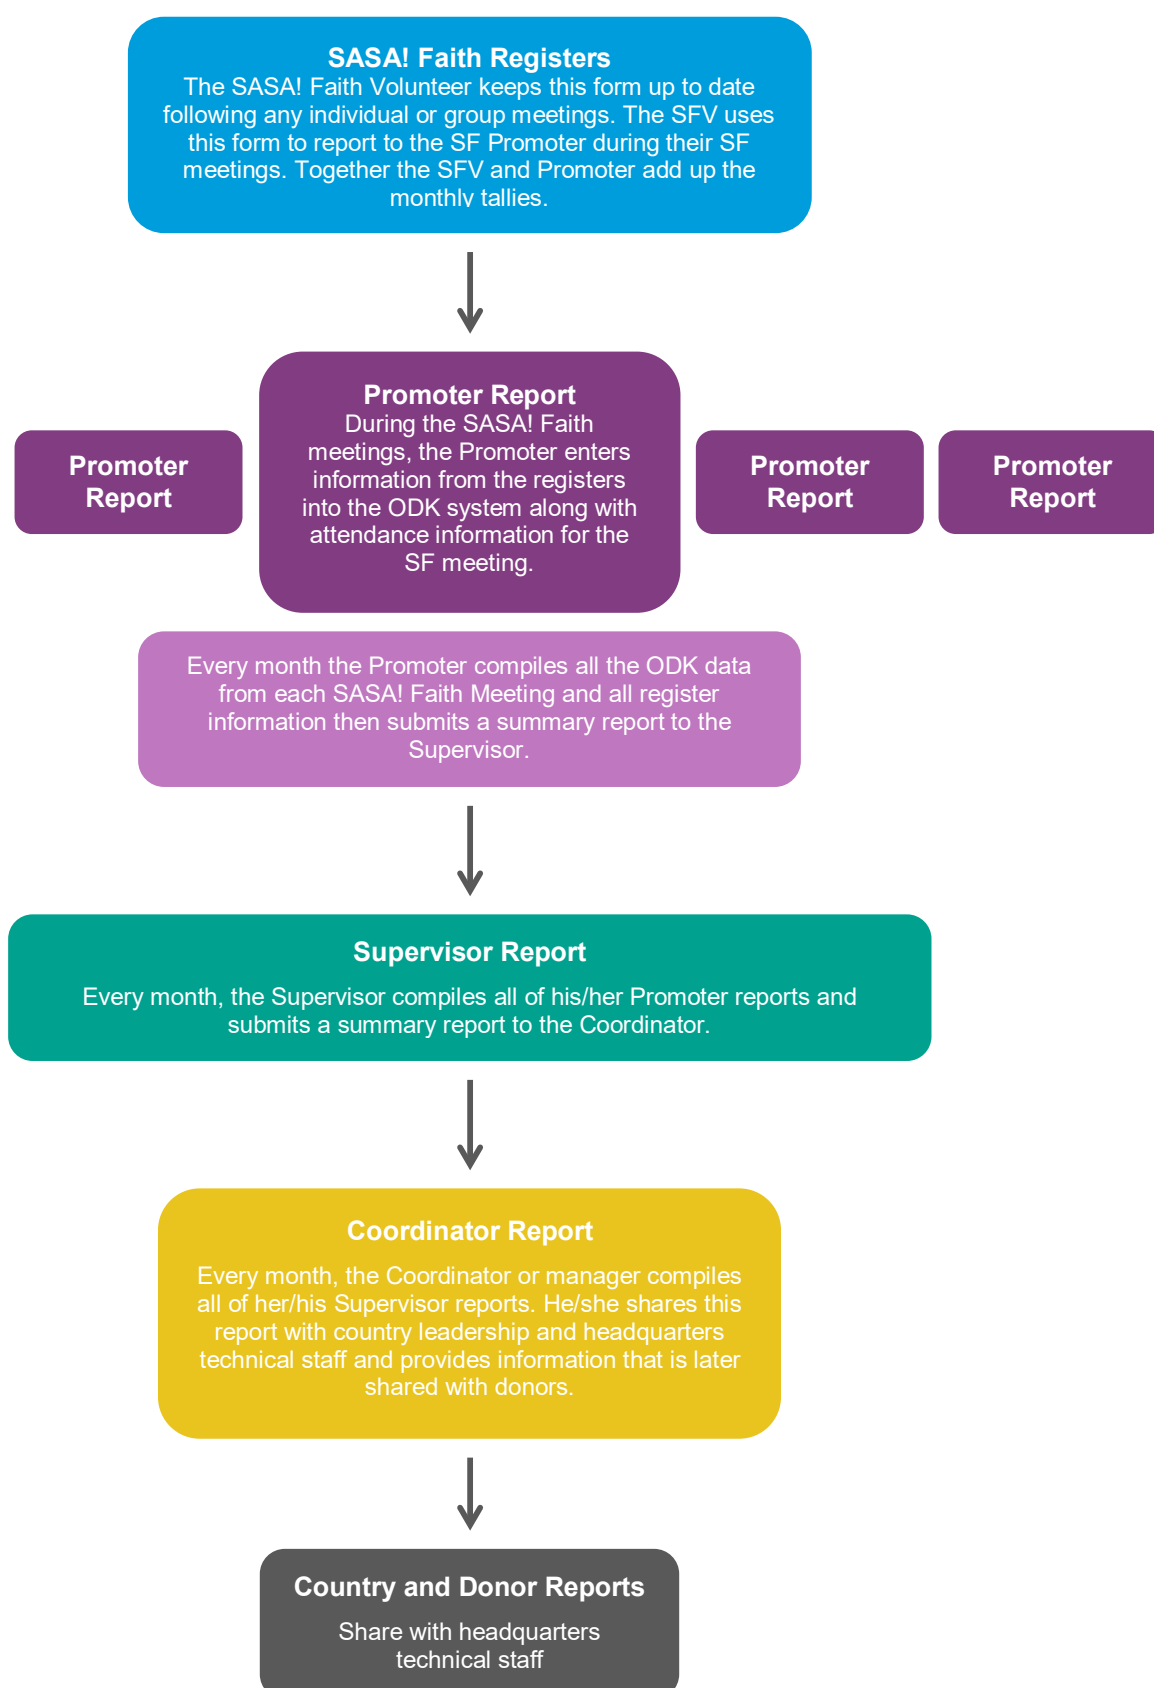 SASA! Faith Registers
The SASA! Faith Volunteer keeps this form up to date
following any individual or group meetings. The SFV uses
this form to report to the SF Promoter during their SF
meetings. Together the SFV and Promoter add up the
monthly tallies.
Promoter
Report
Promoter Report
During the SASA! Faith
meetings, the Promoter enters
information from the registers
into the ODK system along with
attendance information for the
SF meeting.
Promoter
Report
Promoter
Report
Every month the Promoter compiles all the ODK data
from each SASA! Faith Meeting and all register
information then submits a summary report to the
Supervisor.
Supervisor Report
Every month, the Supervisor compiles all of his/her Promoter reports and
submits a summary report to the Coordinator.
Coordinator Report
Every month, the Coordinator or manager compiles
all of her/his Supervisor reports. He/she shares this
report with country leadership and headquarters
technical staff and provides information that is later
shared with donors.
Country and Donor Reports
Share with headquarters
technical staff